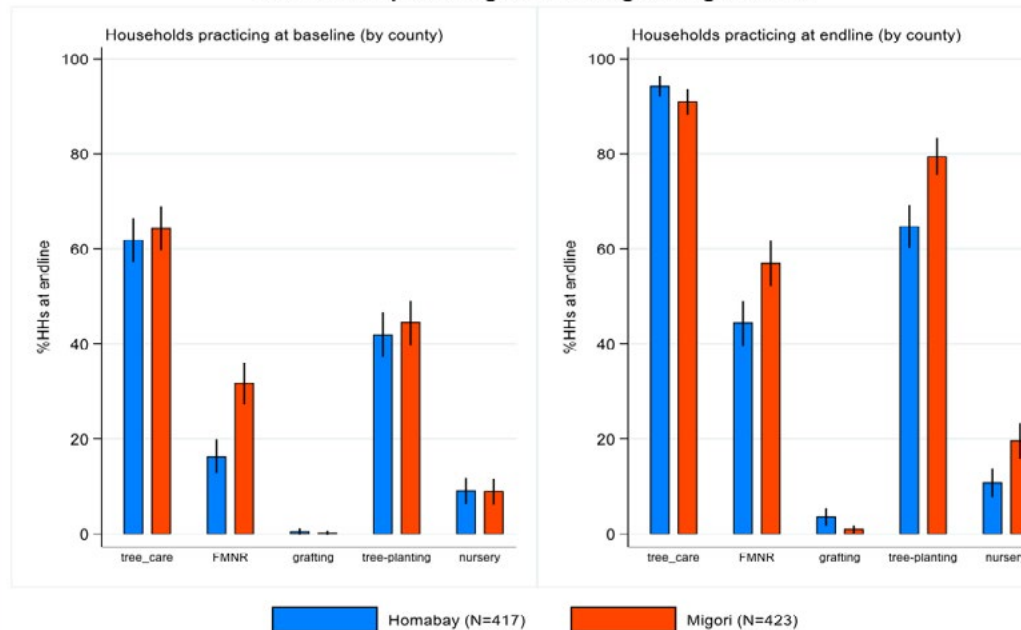 Households practicing at baseline (by county)
100
80
60
40
20
0
%HHs at endline
tree_care FMNR grafting tree-planting nursery
Households practicing at endline (by county)
100
80
60
40
20
0
%HHs at endline
tree_care FMNR grafting tree-planting nurser
Homabay (N=417) Migori (N=423)